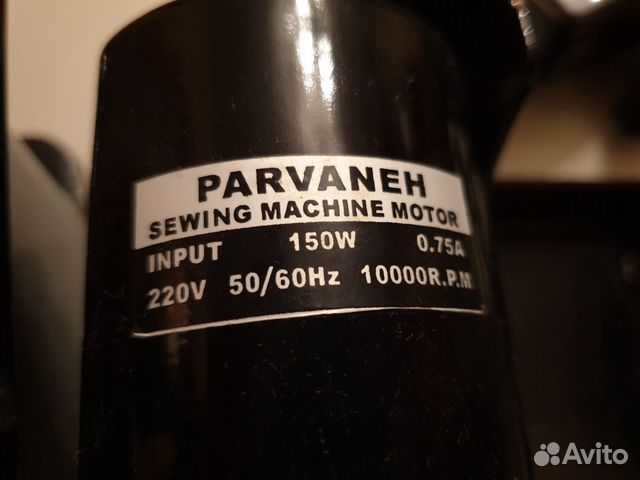 PARVANEH
SEWING MACHINE MOTOR
INPUT 150W 0.75A
220V 50/60Hz 10000R.P.M
Avito